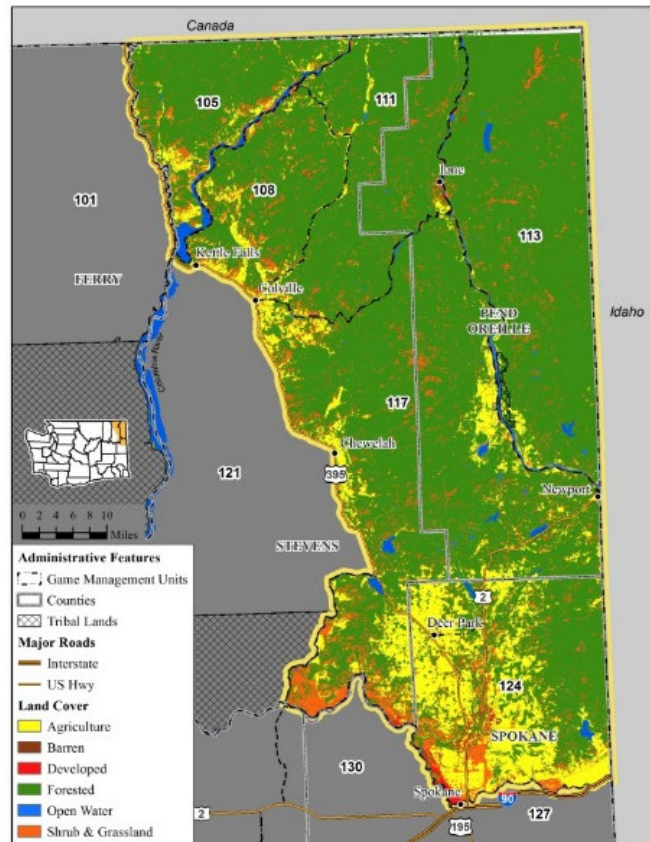 Canada
105
111
101
108
Ione
113
Kettle Falls
FERRY
Colville
Idaho
PEND
OREILLE
Columbia River
117
Chewelah
121
395
Newport
0 2 4 6 8 10
Miles
STEVENS
2
Deer Park
124
SPOKANE
130
Spokane
90
127
2
195
Administrative Features
Game Management Units
Counties
Tribal Lands
Major Roads
Interstate
US Hwy
Land Cover
Agriculture
Barren
Developed
Forested
Open Water
Shrub & Grassland